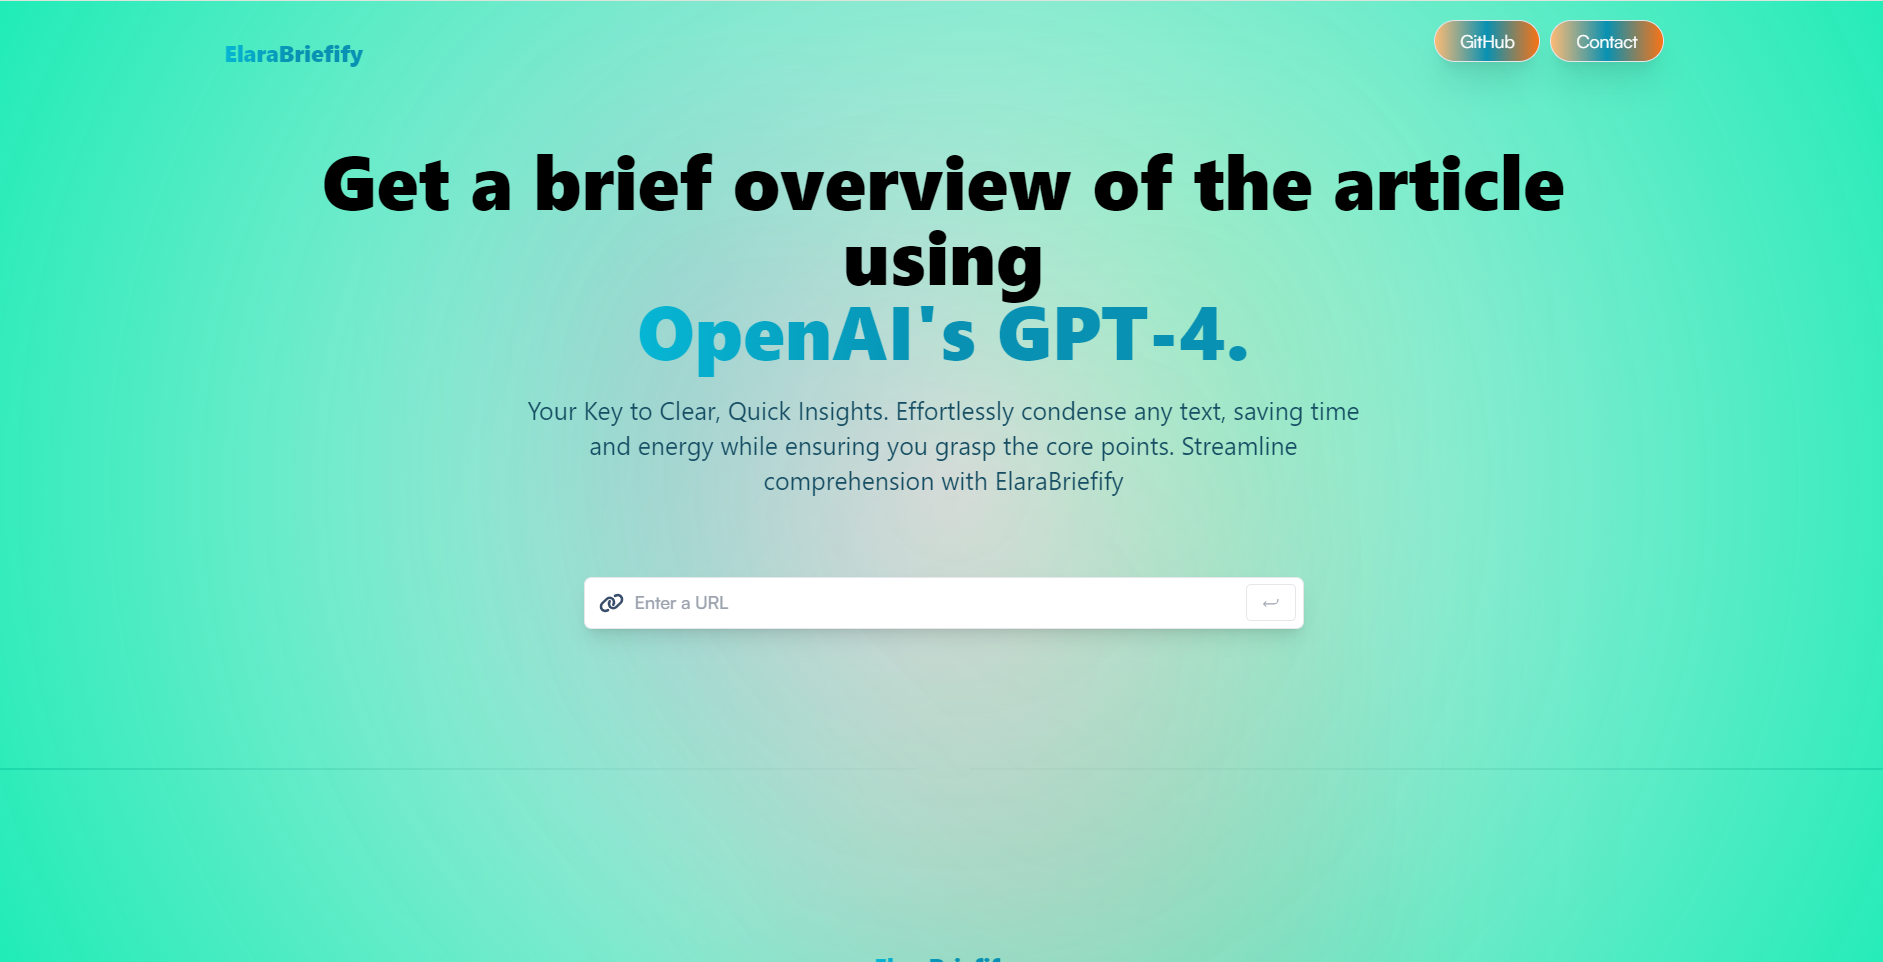 ElaraBriefify
GitHub
Contact
Get a brief overview of the article
using
OpenAI's GPT-4.
Your Key to Clear, Quick Insights. Effortlessly condense any text, saving time
and energy while ensuring you grasp the core points. Streamline
comprehension with ElaraBriefify
Enter a URL